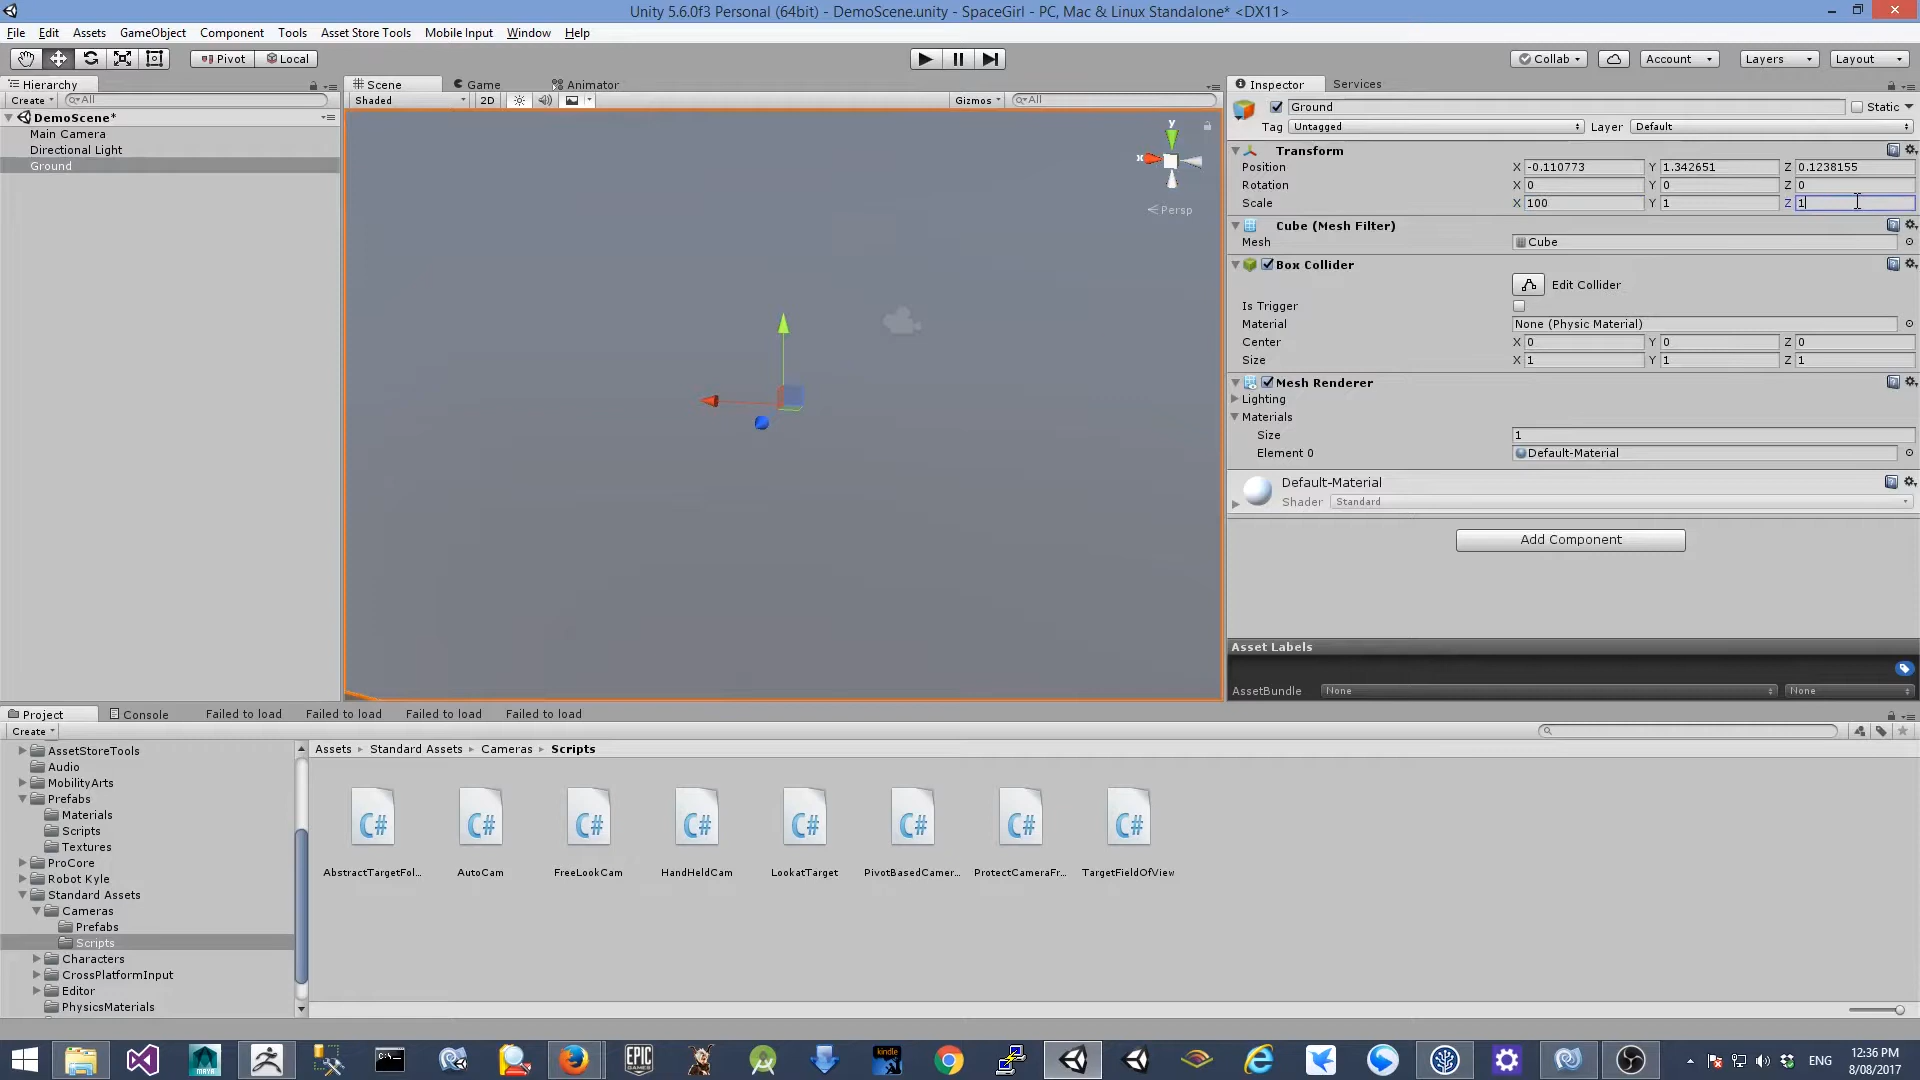 Unity 5.6.0f3 Personal (64bit) - DemoScene.unity - SpaceGirl - PC, Mac & Linux Standalone* <DX11>
File Edit Assets GameObject Component Tools Asset Store Tools Mobile Input Window Help
Pivot Local Collab Account Layers Layout
Hierarchy
Create All
DemoScene*
Main Camera
Directional Light
Ground
Scene Game Animator
Shaded 2D Gizmos All
y
x
Persp
Inspector Services
Ground Static
Tag Untagged Layer Default
Transform
Position X -0.110773 Y 1.342651 Z 0.1238155
Rotation X 0 Y 0 Z 0
Scale X 100 Y 1 Z 1
Cube (Mesh Filter)
Mesh Cube
Box Collider
Edit Collider
Is Trigger
Material None (Physic Material)
Center X 0 Y 0 Z 0
Size X 1 Y 1 Z 1
Mesh Renderer
Lighting
Materials
Size 1
Element 0 Default-Material
Default-Material
Shader Standard
Add Component
Asset Labels
AssetBundle None None
Project Console Failed to load Failed to load Failed to load Failed to load
Create
AssetStoreTools
Audio
MobilityArts
Prefabs
Materials
Scripts
Textures
ProCore
Robot Kyle
Standard Assets
Cameras
Prefabs
Scripts
Characters
CrossPlatformInput
Editor
PhysicsMaterials
Assets Standard Assets Cameras Scripts
C# C# C# C# C# C# C# C#
AbstractTargetFol... AutoCam FreeLookCam HandHeldCam LookatTarget PivotBasedCamer... ProtectCameraFr... TargetFieldOfView
MAYA
C:\
EPIC GAMES
kindle
ENG
12:36 PM
8/08/2017